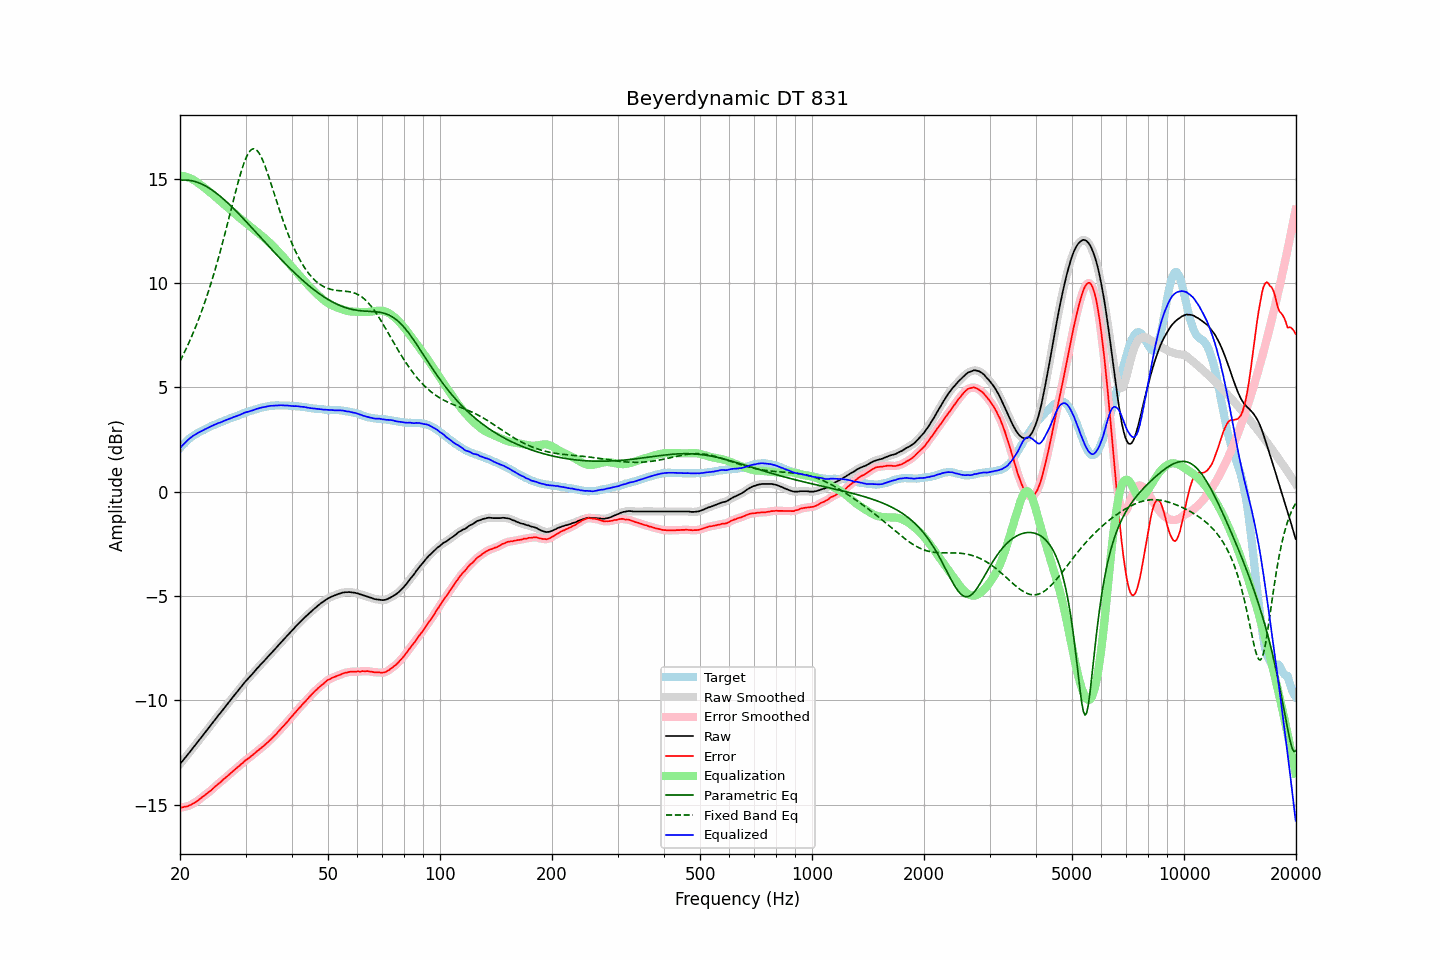 Beyerdynamic DT 831
Amplitude (dBr)
15
10
5
0
−5
−10
−15
Target
Raw Smoothed
Error Smoothed
Raw
Error
Equalization
Parametric Eq
Fixed Band Eq
Equalized
20 50 100 200 500 1000 2000 5000 10000 20000
Frequency (Hz)